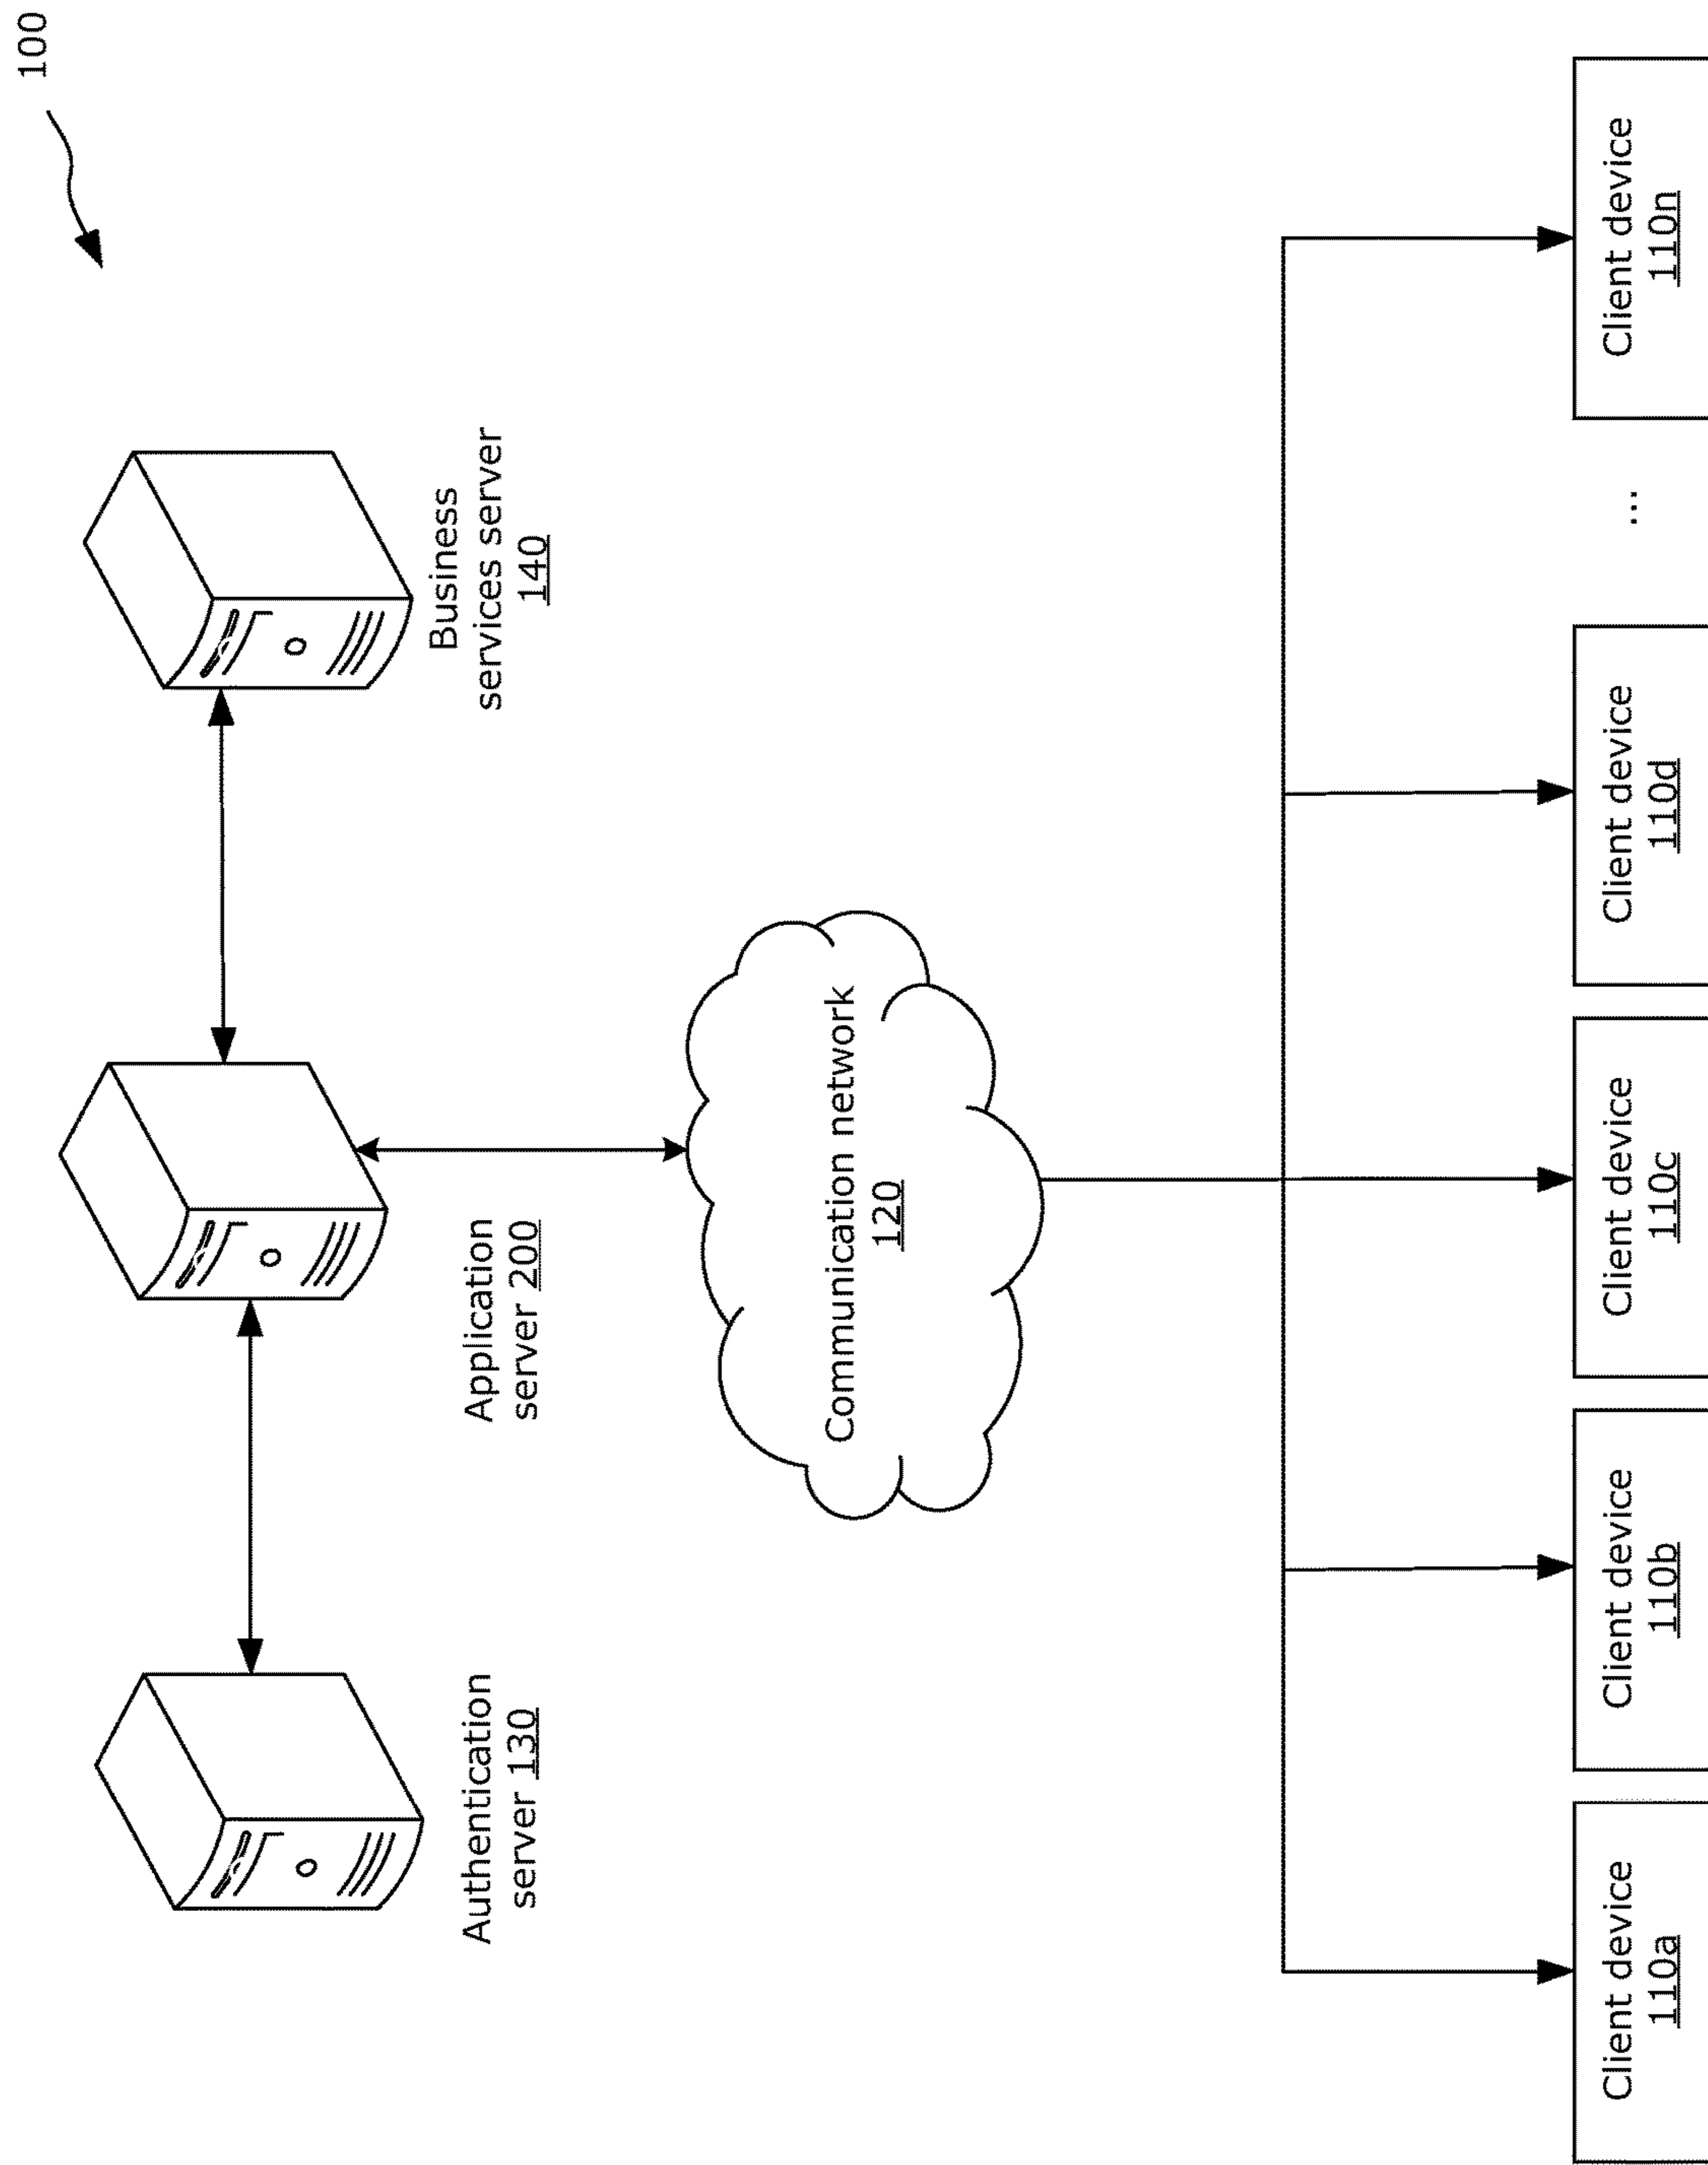 100
Authentication
server 130
Application
server 200
Business
services server
140
Communication network
120
Client device
110a
Client device
110b
Client device
110c
Client device
110d
...
Client device
110n